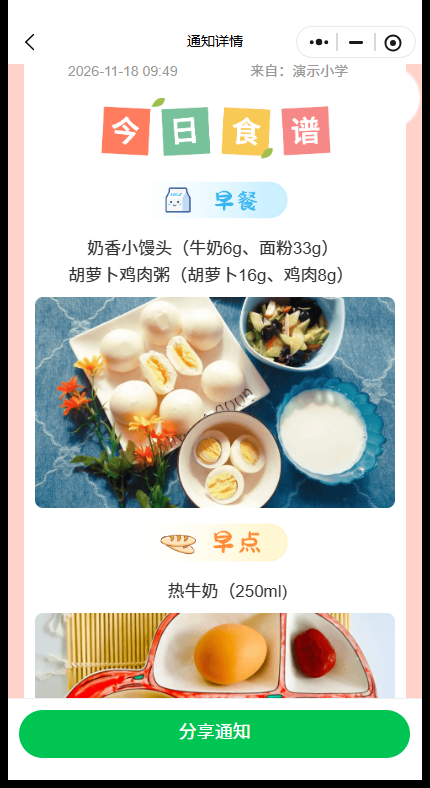 通知详情
2026-11-18 09:49 来自：演示小学
今日食谱
早餐
奶香小馒头（牛奶6g、面粉33g）
胡萝卜鸡肉粥（胡萝卜16g、鸡肉8g）
早点
热牛奶（250ml)
分享通知